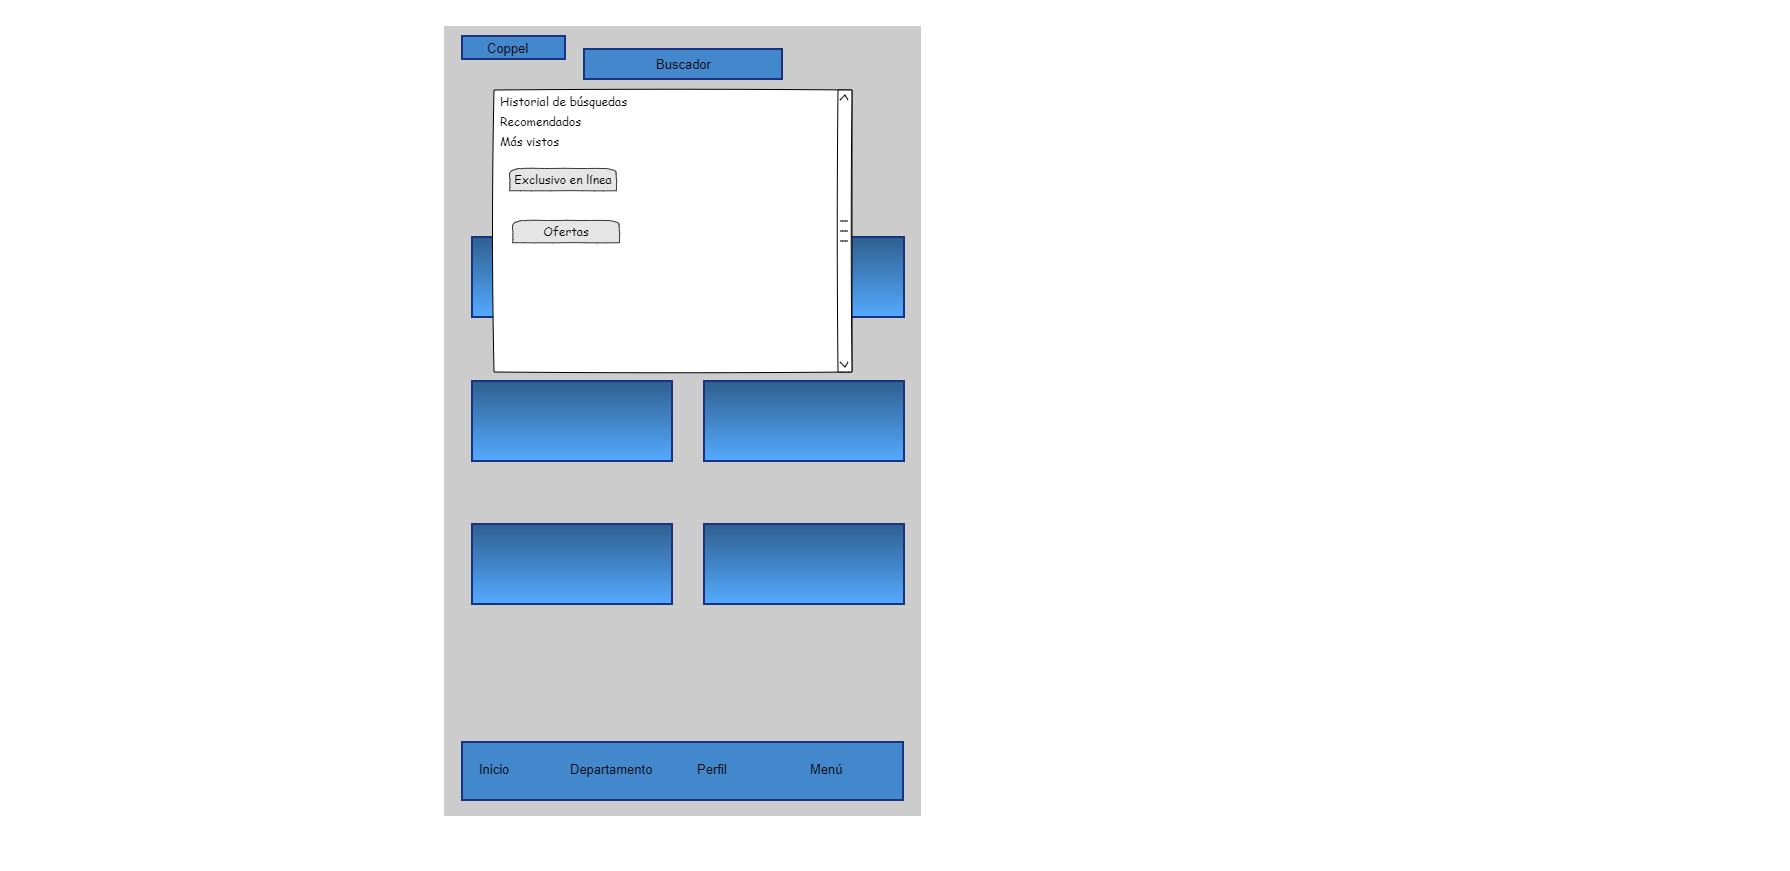 Coppel
Buscador
Historial de búsquedas
Recomendados
Más vistos
Exclusivo en línea
Ofertas
Inicio Departamento Perfil Menú